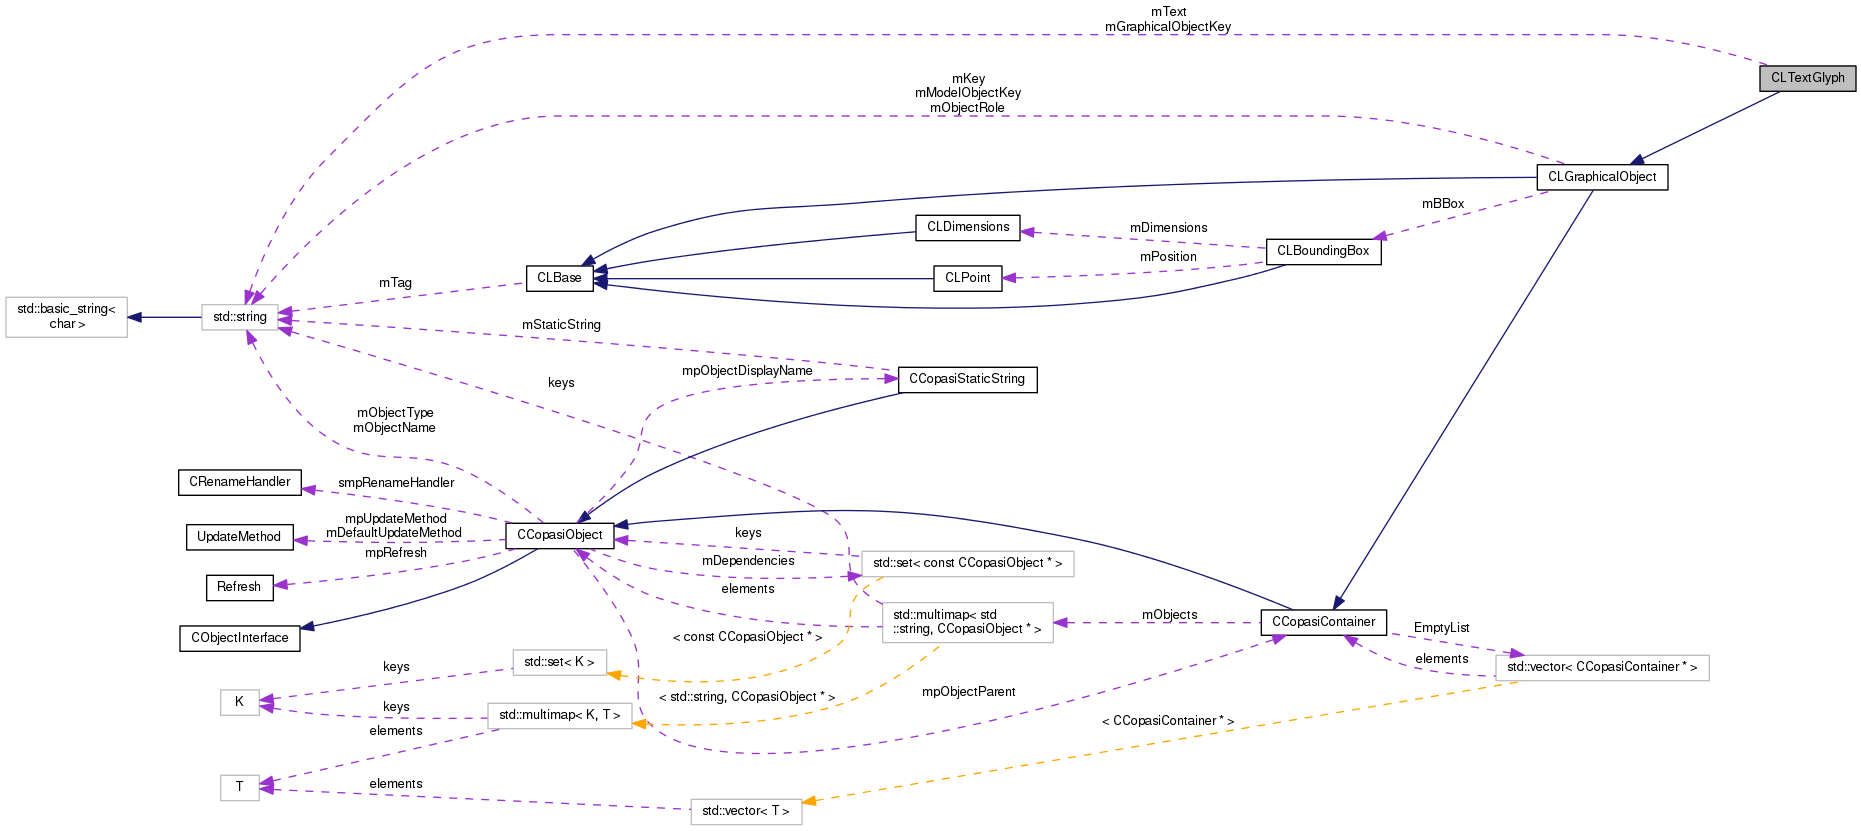 mText
mGraphicalObjectKey
CLTextGlyph
mKey
mModelObjectKey
mObjectRole
CLGraphicalObject
mBBox
CLDimensions
mDimensions
CLBoundingBox
mPosition
CLBase
CLPoint
mTag
std::basic_string<
char >
std::string
mStaticString
mpObjectDisplayName
CCopasiStaticString
keys
mObjectType
mObjectName
CRenameHandler
smpRenameHandler
UpdateMethod
mpUpdateMethod
mDefaultUpdateMethod
CCopasiObject
keys
mpRefresh
mDependencies
std::set< const CCopasiObject * >
Refresh
elements
std::multimap< std
::string, CCopasiObject * >
mObjects
CCopasiContainer
EmptyList
CObjectInterface
< const CCopasiObject * >
std::set< K >
elements
std::vector< CCopasiContainer * >
keys
K
< std::string, CCopasiObject * >
mpObjectParent
keys
std::multimap< K, T >
< CCopasiContainer * >
elements
T
elements
std::vector< T >